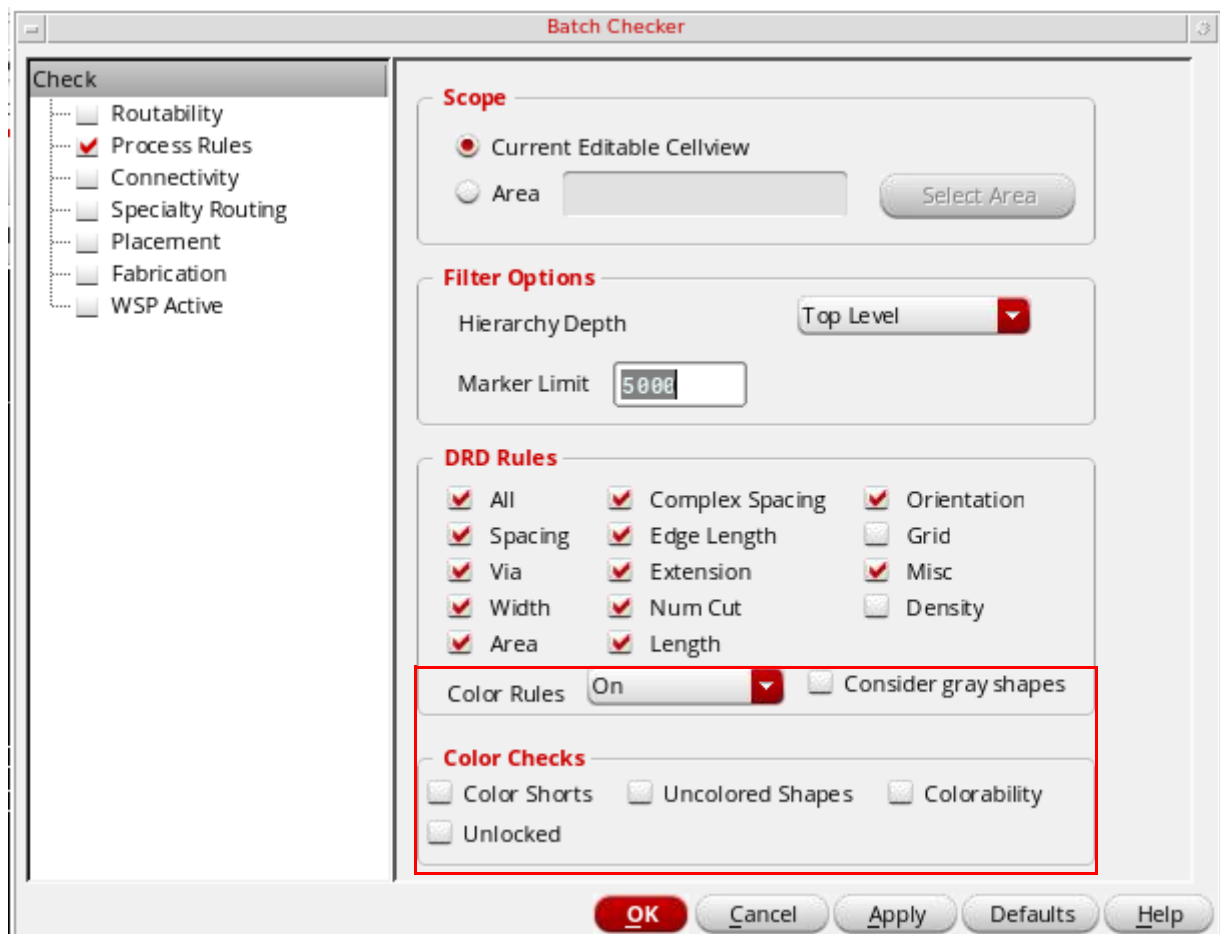 Batch Checker
Check
Routability
Process Rules
Connectivity
Specialty Routing
Placement
Fabrication
WSP Active
Scope
Current Editable Cellview
Area
Select Area
Filter Options
Hierarchy Depth Top Level
Marker Limit 5000
DRD Rules
All Complex Spacing Orientation
Spacing Edge Length Grid
Via Extension Misc
Width Num Cut Density
Area Length
Color Rules On Consider gray shapes
Color Checks
Color Shorts Uncolored Shapes Colorability
Unlocked
OK Cancel Apply Defaults Help